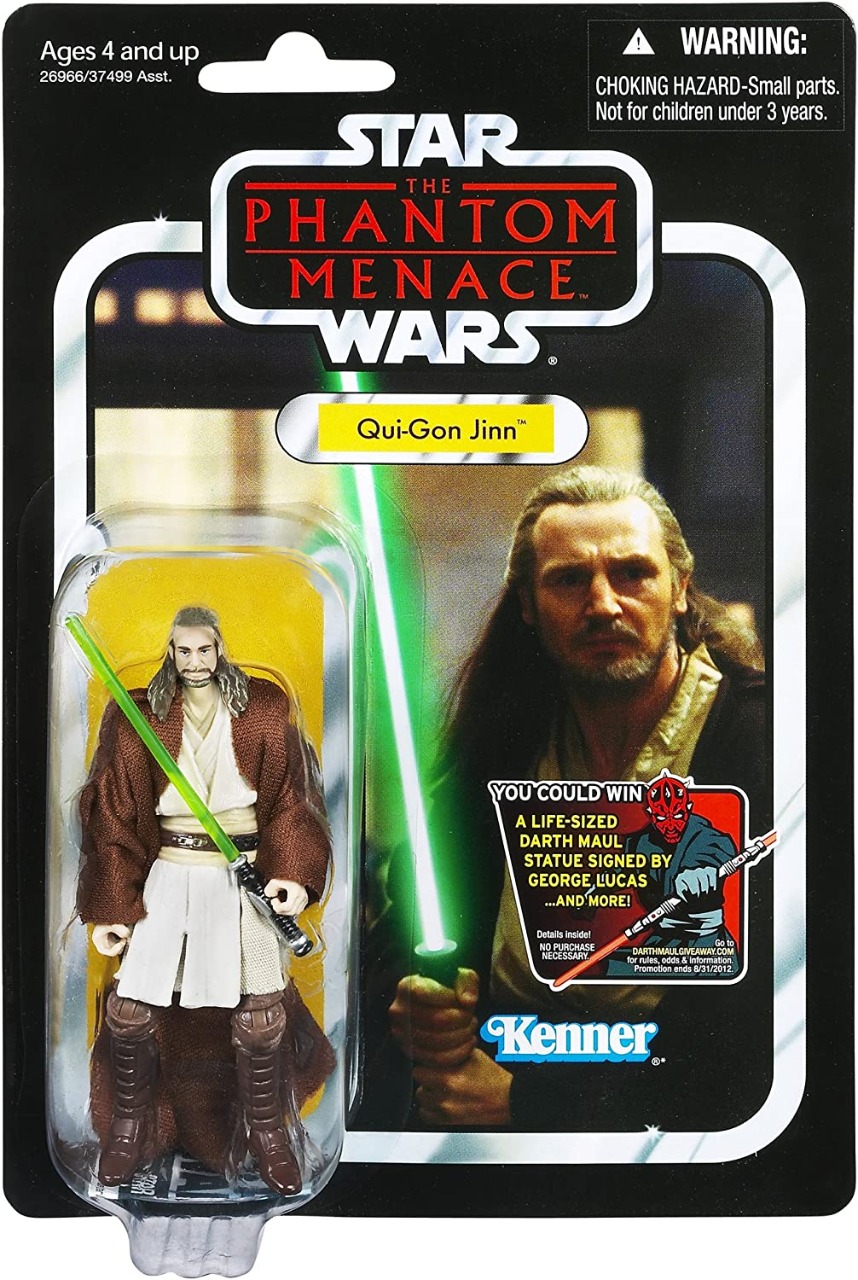 Ages 4 and up
26966/37499 Asst.
⚠ WARNING:
CHOKING HAZARD-Small parts.
Not for children under 3 years.
STAR
THE
PHANTOM
MENACE™
WARS®
Qui-Gon Jinn™
YOU COULD WIN
A LIFE-SIZED
DARTH MAUL
STATUE SIGNED BY
GEORGE LUCAS
...AND MORE!
Details inside!
NO PURCHASE
NECESSARY.
Go to
DARTHMAULGIVEAWAY.COM
for rules, odds & information.
Promotion ends 8/31/2012.
Kenner®*